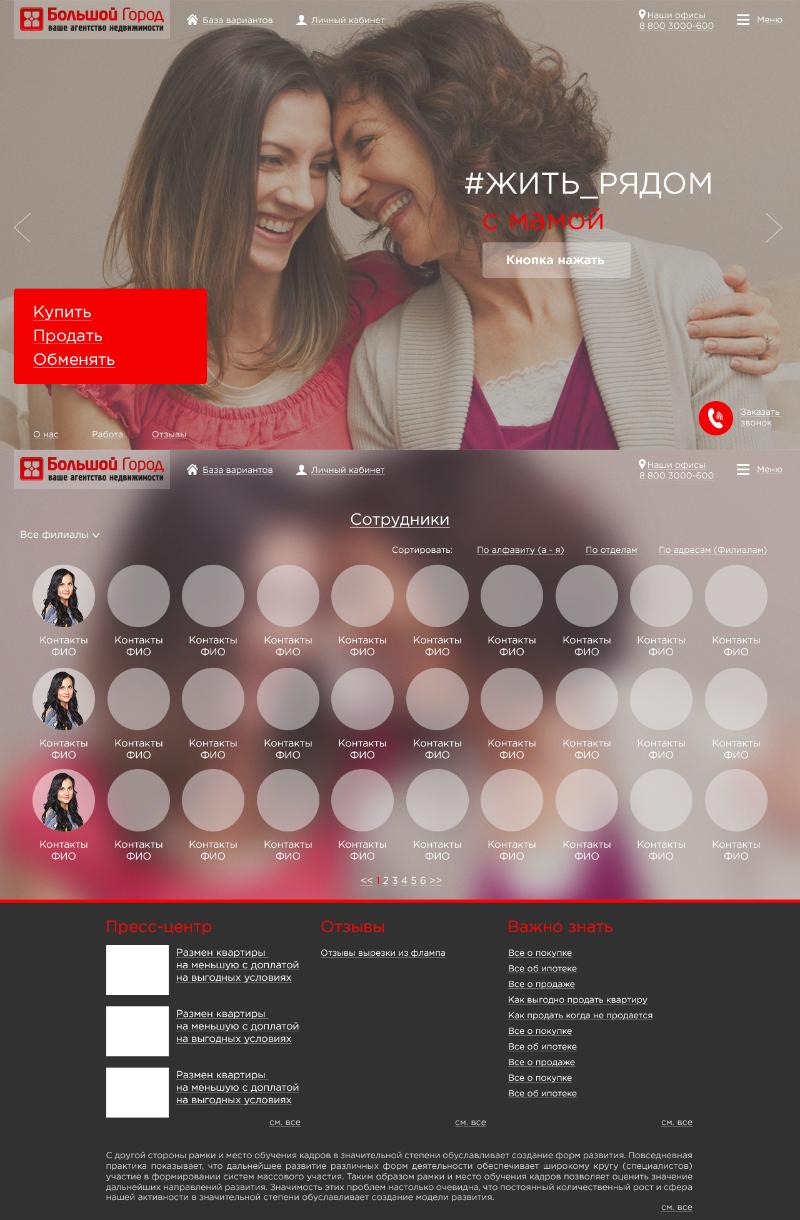 Большой Город
ваше агентство недвижимости
База вариантов
Личный кабинет
Наши офисы
8 800 3000-600
Меню
#ЖИТЬ_РЯДОМ
с мамой
Кнопка нажать
Купить
Продать
Обменять
О нас
Работа
Отзывы
Заказать
звонок
Большой Город
ваше агентство недвижимости
База вариантов
Личный кабинет
Наши офисы
8 800 3000-600
Меню
Сотрудники
Все филиалы
Сортировать: По алфавиту (а - я) По отделам По адресам (Филиалам)
Контакты Контакты Контакты Контакты Контакты Контакты Контакты Контакты Контакты Контакты
ФИО ФИО ФИО ФИО ФИО ФИО ФИО ФИО ФИО ФИО
Контакты Контакты Контакты Контакты Контакты Контакты Контакты Контакты Контакты Контакты
ФИО ФИО ФИО ФИО ФИО ФИО ФИО ФИО ФИО ФИО
Контакты Контакты Контакты Контакты Контакты Контакты Контакты Контакты Контакты Контакты
ФИО ФИО ФИО ФИО ФИО ФИО ФИО ФИО ФИО ФИО
<< 1 2 3 4 5 6 >>
Пресс-центр
Размен квартиры
на меньшую с доплатой
на выгодных условиях
Размен квартиры
на меньшую с доплатой
на выгодных условиях
Размен квартиры
на меньшую с доплатой
на выгодных условиях
см. все
Отзывы
Отзывы вырезки из флампа
см. все
Важно знать
Все о покупке
Все об ипотеке
Все о продаже
Как выгодно продать квартиру
Как продать когда не продается
Все о покупке
Все об ипотеке
Все о продаже
Все о покупке
Все об ипотеке
см. все
С другой стороны рамки и место обучения кадров в значительной степени обуславливает создание форм развития. Повседневная
практика показывает, что дальнейшее развитие различных форм деятельности обеспечивает широкому кругу (специалистов)
участие в формировании систем массового участия. Таким образом рамки и место обучения кадров позволяет оценить значение
дальнейших направлений развития. Значимость этих проблем настолько очевидна, что постоянный количественный рост и сфера
нашей активности в значительной степени обуславливает создание модели развития.
см. все